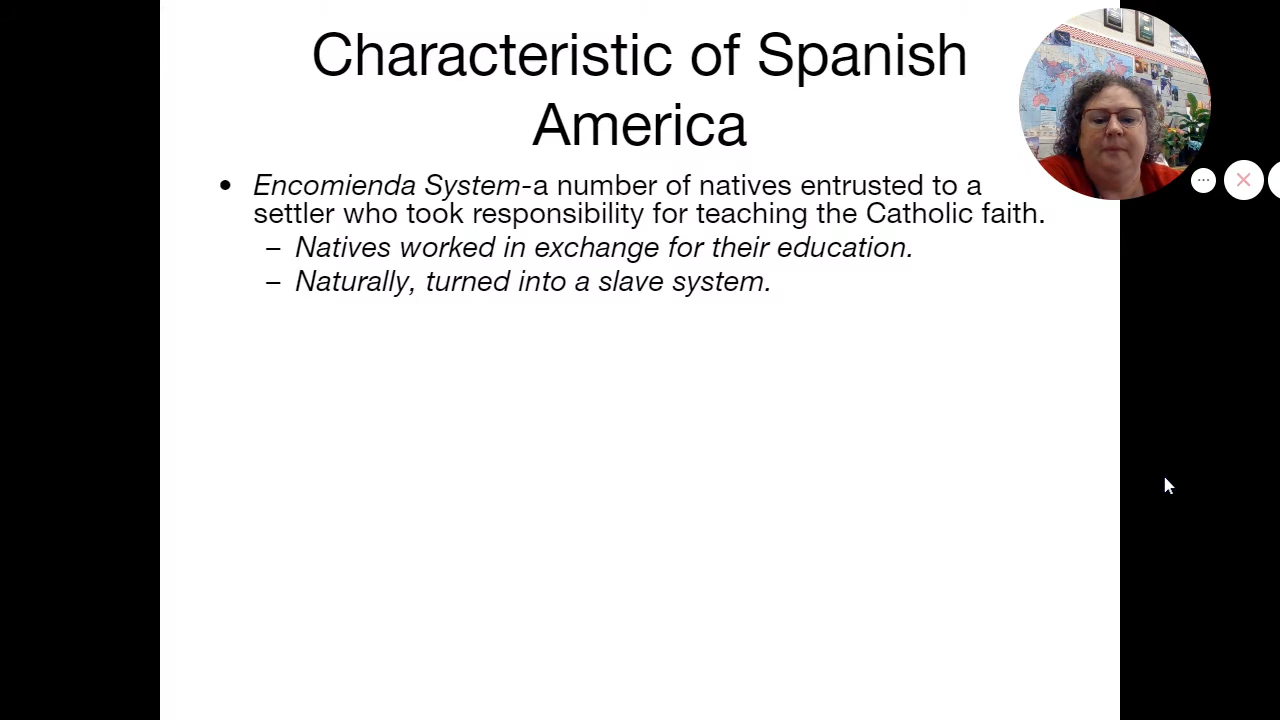 Characteristic of Spanish
America
• Encomienda System-a number of natives entrusted to a
settler who took responsibility for teaching the Catholic faith.
– Natives worked in exchange for their education.
– Naturally, turned into a slave system.